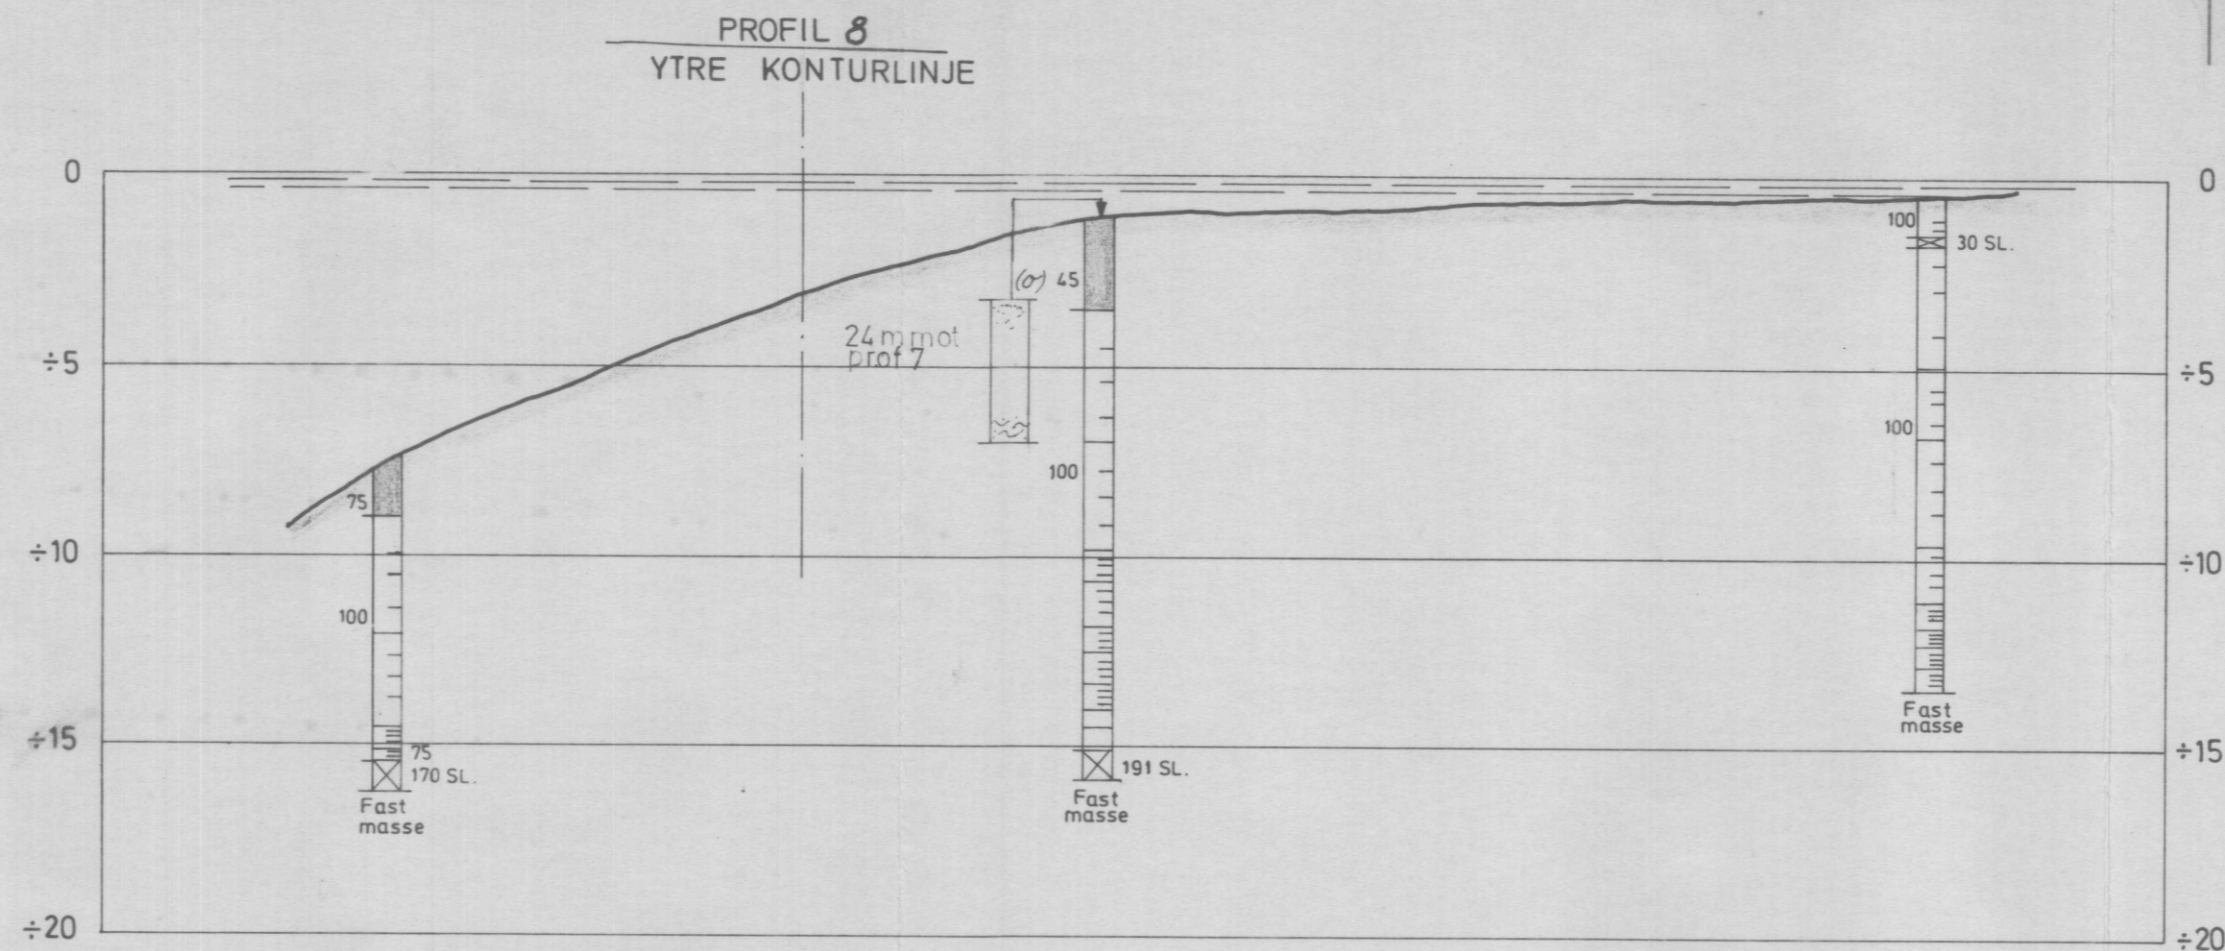 PROFIL 8
YTRE KONTURLINJE
0
0
100
30 SL.
(o) 45
24 m mot
prof 7
÷5
÷5
100
100
75
÷10
÷10
100
Fast
masse
÷15
÷15
75
170 SL.
191 SL.
Fast
masse
Fast
masse
÷20
÷20